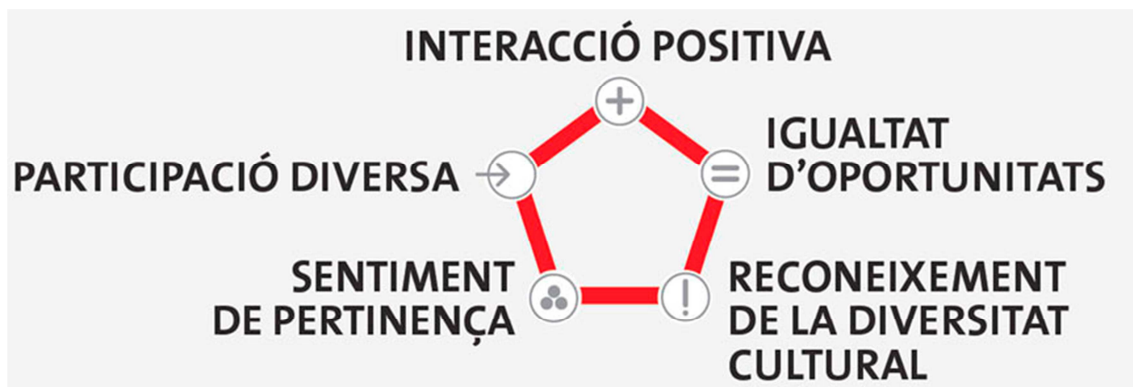 INTERACCIÓ POSITIVA
IGUALTAT
D'OPORTUNITATS
PARTICIPACIÓ DIVERSA
SENTIMENT
DE PERTINENÇA
RECONEIXEMENT
DE LA DIVERSITAT
CULTURAL